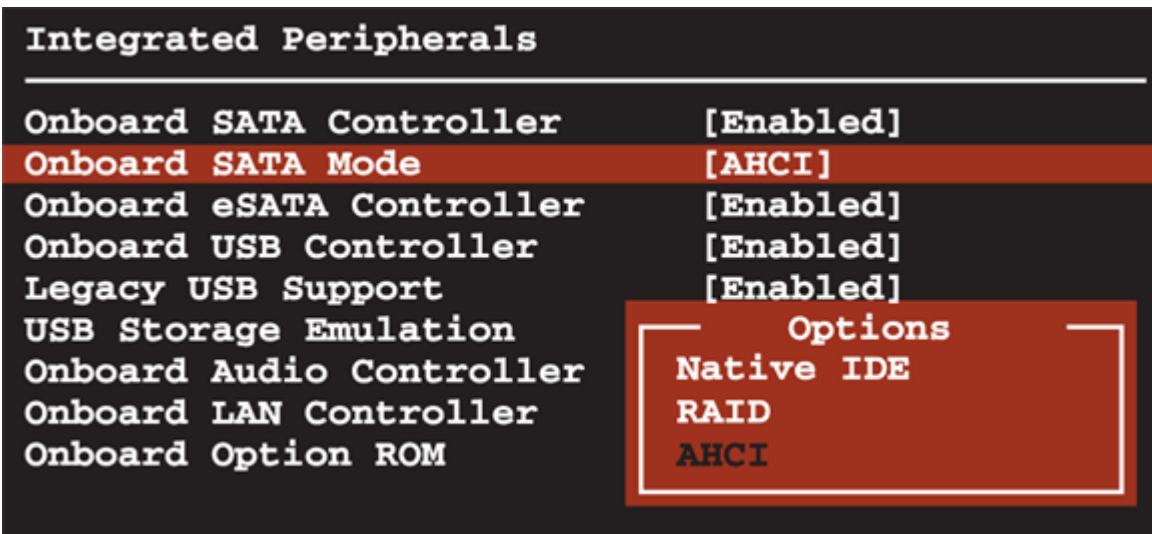 Integrated Peripherals
Onboard SATA Controller [Enabled]
Onboard SATA Mode [AHCI]
Onboard eSATA Controller [Enabled]
Onboard USB Controller [Enabled]
Legacy USB Support [Enabled]
USB Storage Emulation
Onboard Audio Controller
Onboard LAN Controller
Onboard Option ROM
Options
Native IDE
RAID
AHCI